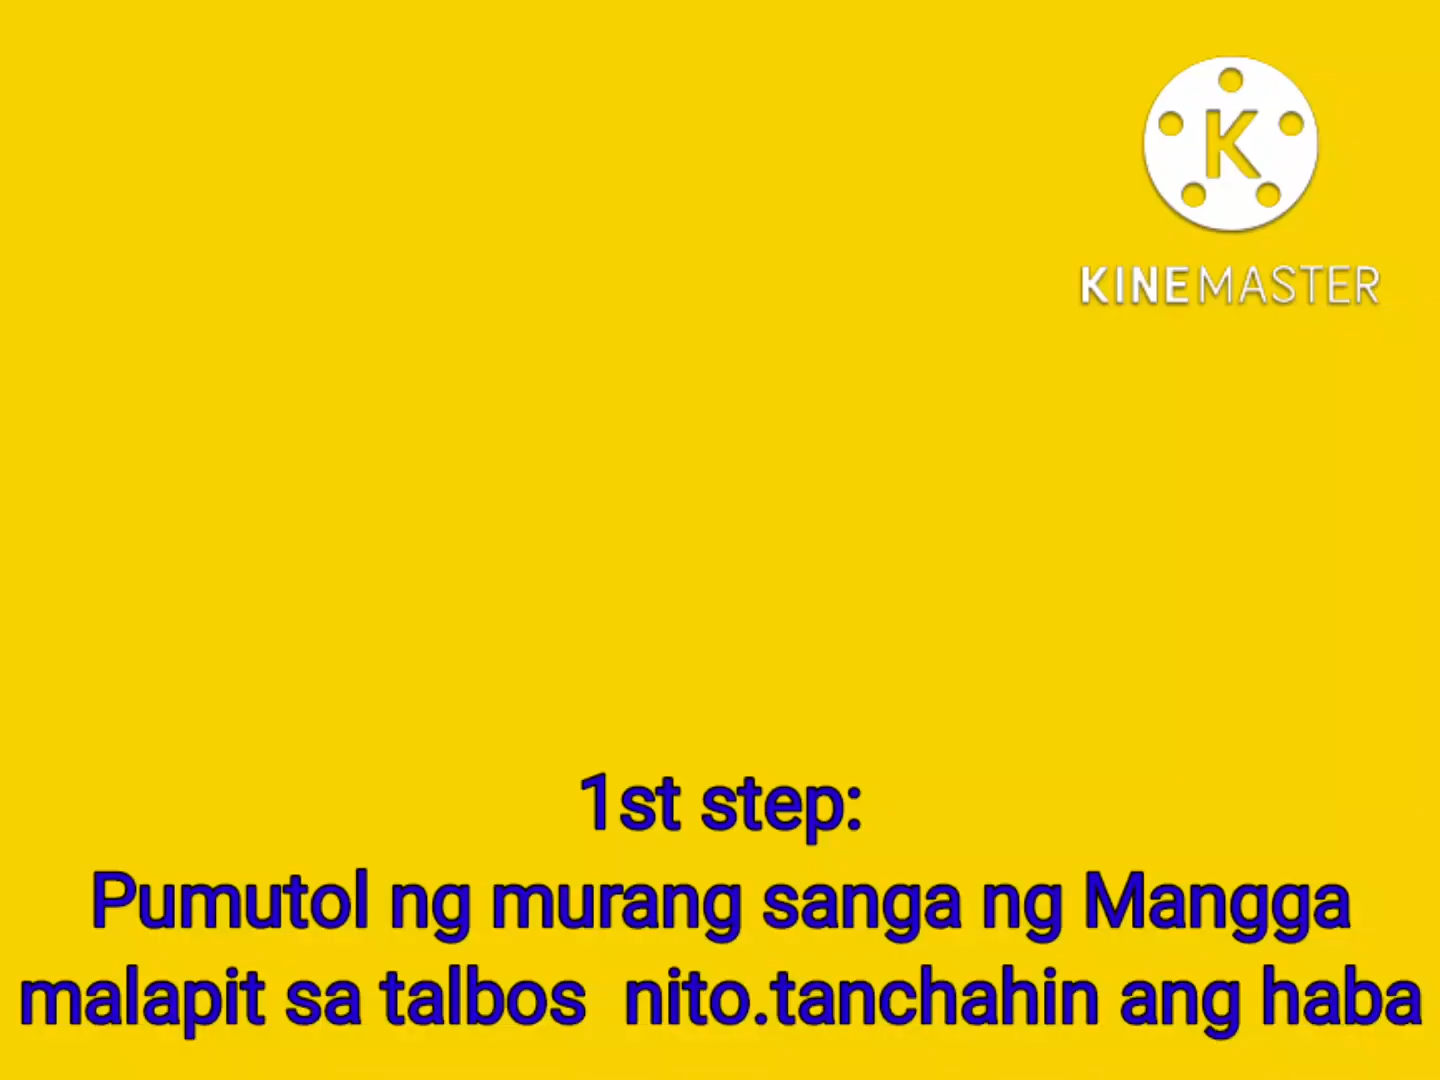 K
KINEMASTER
1st step:
Pumutol ng murang sanga ng Mangga
malapit sa talbos  nito.tanchahin ang haba